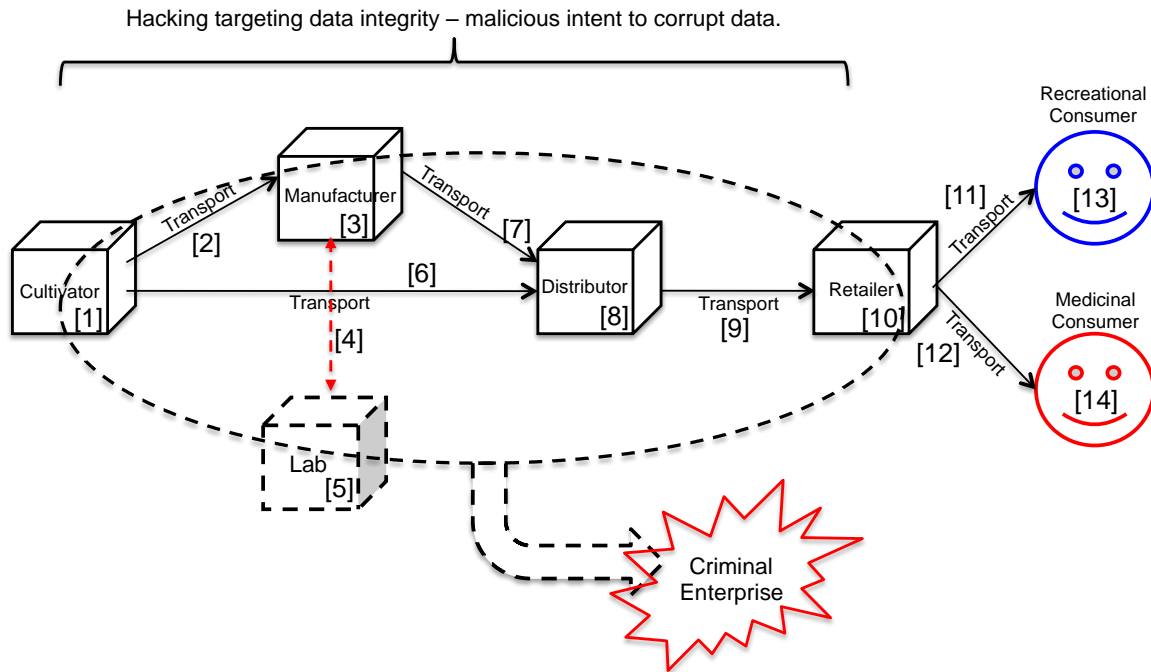 Hacking targeting data integrity – malicious intent to corrupt data.
Recreational
Consumer
[13]
Manufacturer
[3]
Transport
[2]
Transport
[7]
[11]
Transport
Cultivator
[1]
[6]
Transport
Distributor
[8]
Transport
[9]
Retailer
[10]
Medicinal
Consumer
Transport
[12]
[14]
[4]
Lab
[5]
Criminal
Enterprise